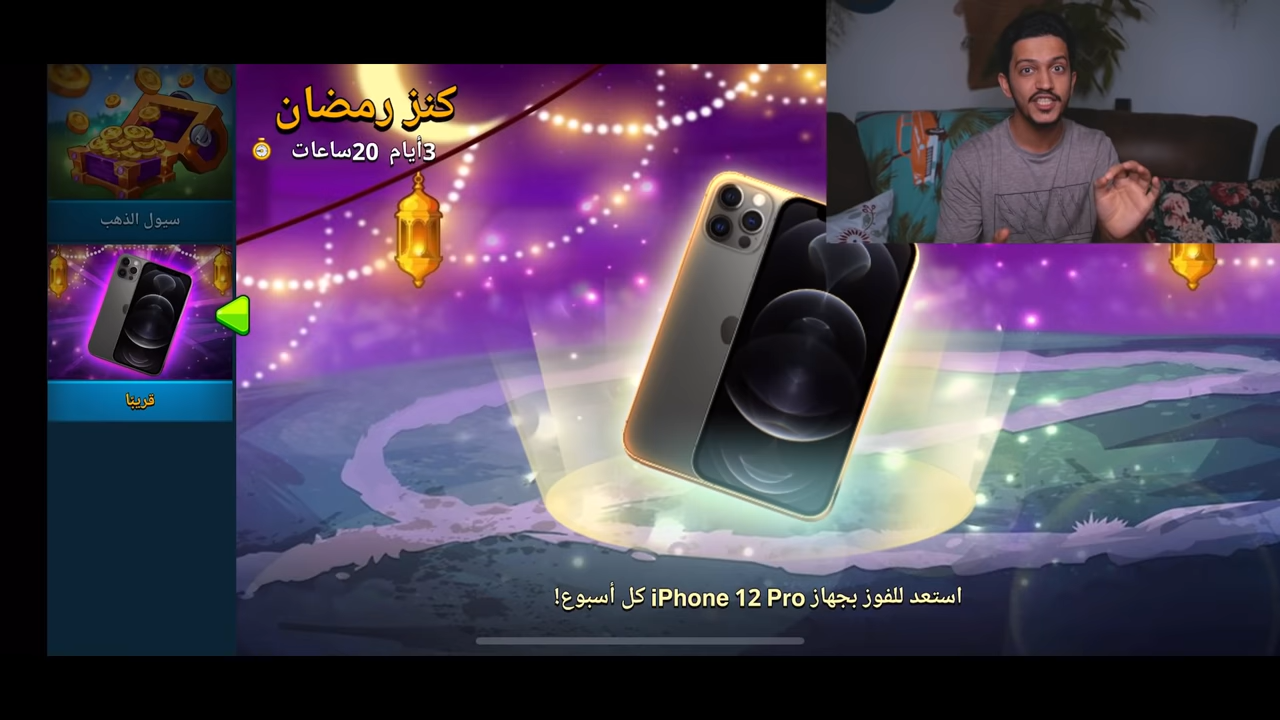 كنز رمضان
3أيام 20ساعات
سيول الذهب
قريبًا
استعد للفوز بجهاز iPhone 12 Pro كل أسبوع!